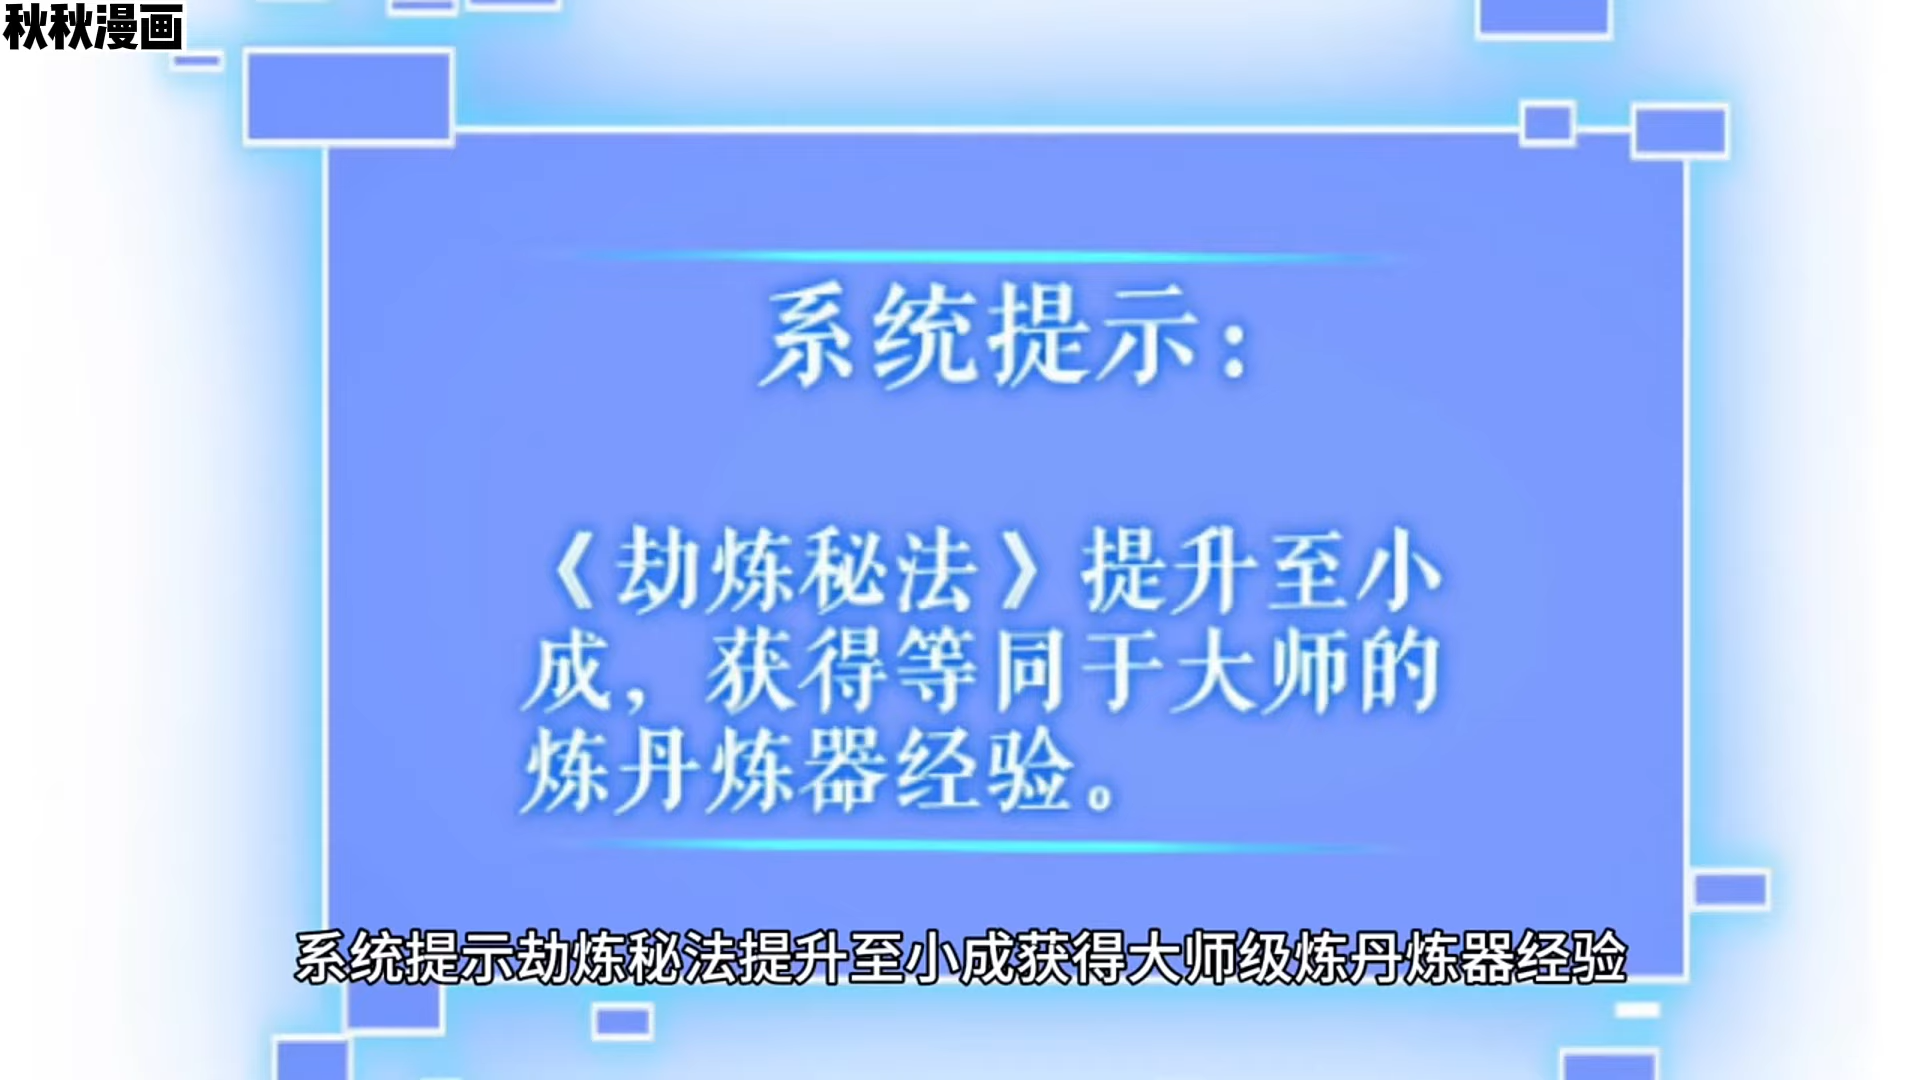 秋秋漫画
系统提示：
《劫炼秘法》提升至小
成，获得等同于大师的
炼丹炼器经验。
系统提示劫炼秘法提升至小成获得大师级炼丹炼器经验